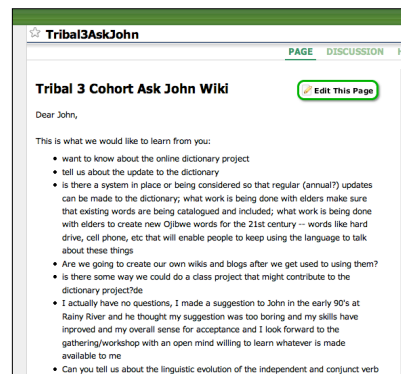 Tribal3AskJohn
PAGE DISCUSSION
Tribal 3 Cohort Ask John Wiki
Edit This Page
Dear John,
This is what we would like to learn from you:
• want to know about the online dictionary project
• tell us about the update to the dictionary
• is there a system in place or being considered so that regular (annual?) updates
can be made to the dictionary; what work is being done with elders make sure
that existing words are being catalogued and included; what work is being done
with elders to create new Ojibwe words for the 21st century -- words like hard
drive, cell phone, etc that will enable people to keep using the language to talk
about these things
• Are we going to create our own wikis and blogs after we get used to using them?
• is there some way we could do a class project that might contribute to the
dictionary project?de
• I actually have no questions, I made a suggestion to John in the early 90's at
Rainy River and he thought my suggestion was too boring and my skills have
inproved and my overall sense for acceptance and I look forward to the
gathering/workshop with an open mind willing to learn whatever is made
available to me
• Can you tell us about the linguistic evolution of the independent and conjunct verb